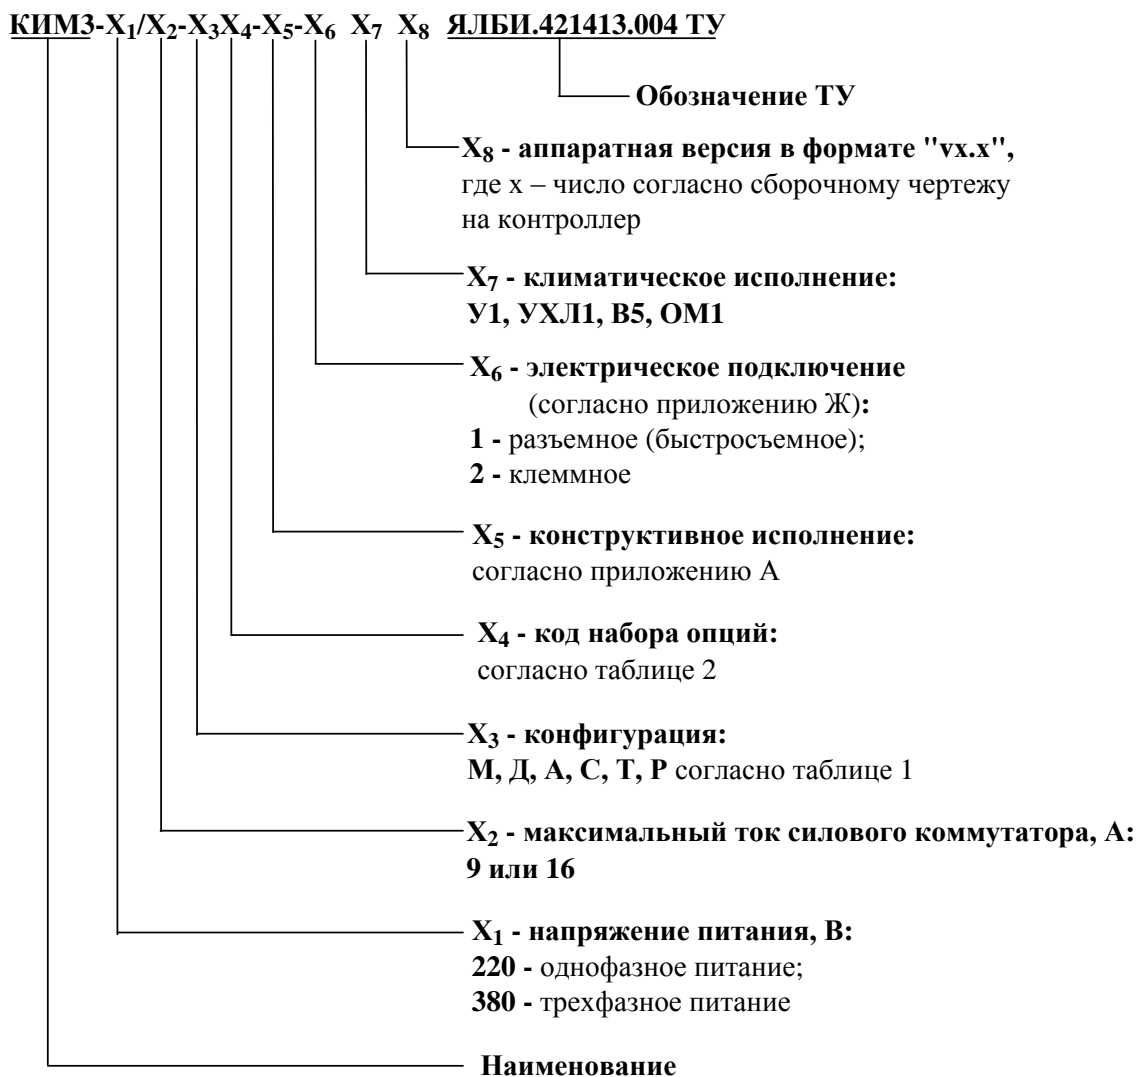 КИМ3-X1/X2-X3X4-X5-X6 X7 X8 ЯЛБИ.421413.004 ТУ
Обозначение ТУ
X8 - аппаратная версия в формате "vx.x",
где x – число согласно сборочному чертежу
на контроллер
X7 - климатическое исполнение:
У1, УХЛ1, В5, ОМ1
X6 - электрическое подключение
(согласно приложению Ж):
1 - разъемное (быстросъемное);
2 - клеммное
X5 - конструктивное исполнение:
согласно приложению А
X4 - код набора опций:
согласно таблице 2
X3 - конфигурация:
М, Д, А, С, Т, Р согласно таблице 1
X2 - максимальный ток силового коммутатора, А:
9 или 16
X1 - напряжение питания, В:
220 - однофазное питание;
380 - трехфазное питание
Наименование